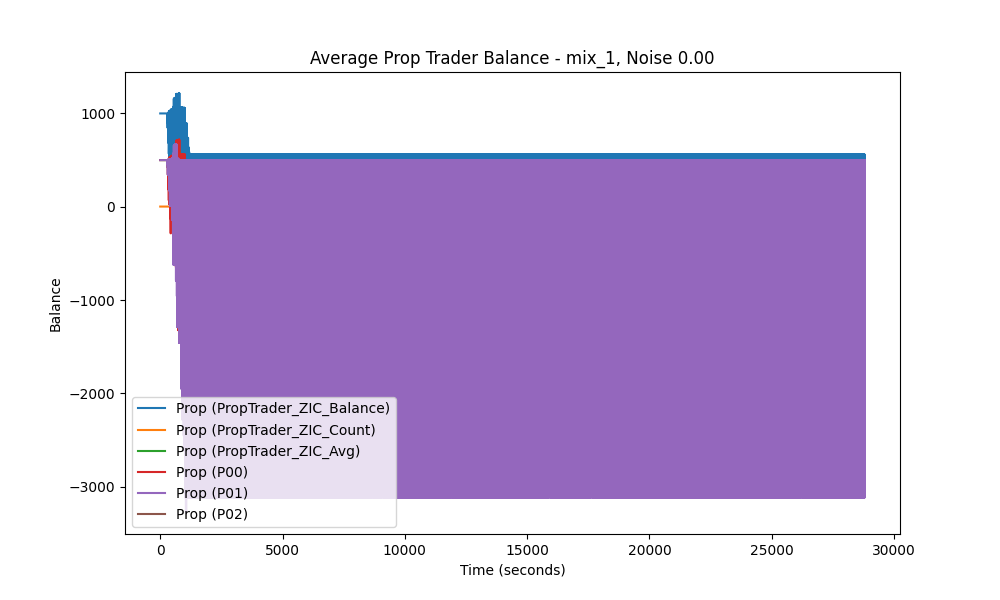 Average Prop Trader Balance - mix_1, Noise 0.00
Balance
1000
0
−1000
−2000
−3000
Prop (PropTrader_ZIC_Balance)
Prop (PropTrader_ZIC_Count)
Prop (PropTrader_ZIC_Avg)
Prop (P00)
Prop (P01)
Prop (P02)
0 5000 10000 15000 20000 25000 30000
Time (seconds)